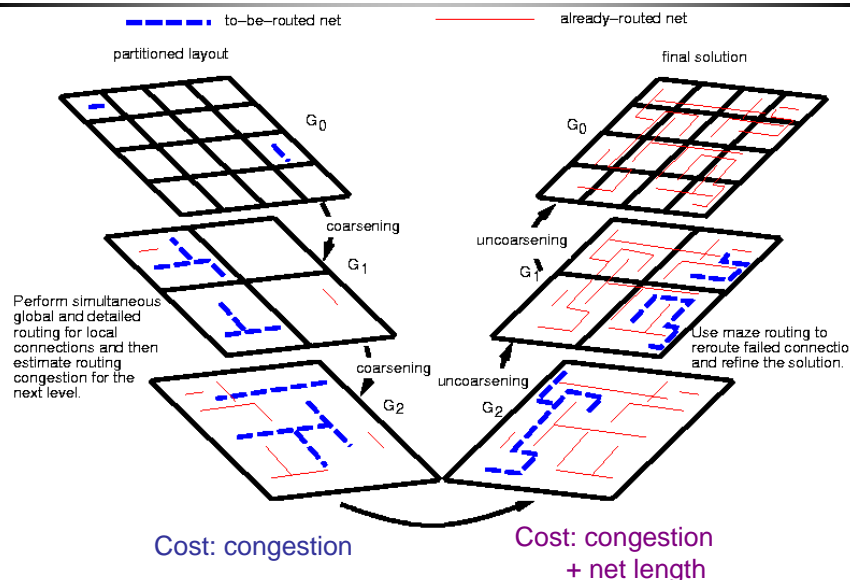 to-be-routed net
already-routed net
partitioned layout
final solution
G0
G0
coarsening
uncoarsening
G1
G1
Perform simultaneous
global and detailed
routing for local
connections and then
estimate routing
congestion for the
next level.
Use maze routing to
reroute failed connectio
and refine the solution.
coarsening
uncoarsening
G2
G2
Cost: congestion
Cost: congestion
+ net length